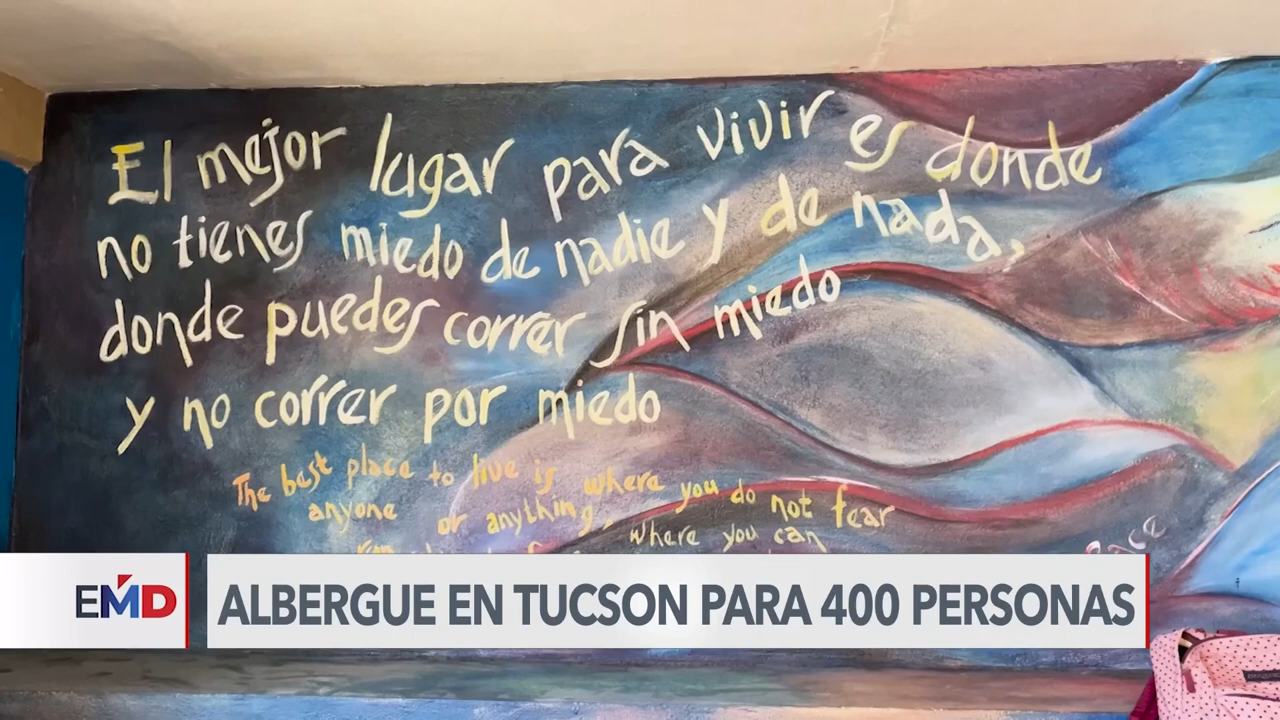 El mejor lugar para vivir es donde
no tienes miedo de nadie y de nada,
donde puedes correr sin miedo
y no correr por miedo
The best place to live is where you do not fear
anyone or anything, where you can
EMD
ALBERGUE EN TUCSON PARA 400 PERSONAS